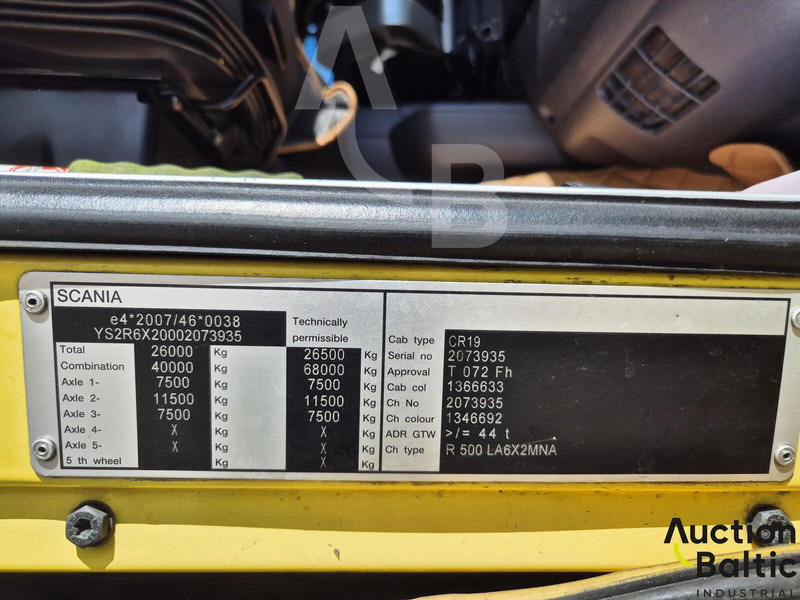 AB
SCANIA
e4*2007/46*0038
YS2R6X20002073935
Technically
permissible
Total 26000 Kg 26500 Kg
Combination 40000 Kg 68000 Kg
Axle 1- 7500 Kg 7500 Kg
Axle 2- 11500 Kg 11500 Kg
Axle 3- 7500 Kg 7500 Kg
Axle 4- X Kg X Kg
Axle 5- X Kg X Kg
5 th wheel Kg X Kg
Cab type CR19
Serial no 2073935
Approval T 072 Fh
Cab col 1366633
Ch No 2073935
Ch colour 1346692
ADR GTW >/= 44 t
Ch type R 500 LA6X2MNA
Auction
Baltic
INDUSTRIAL